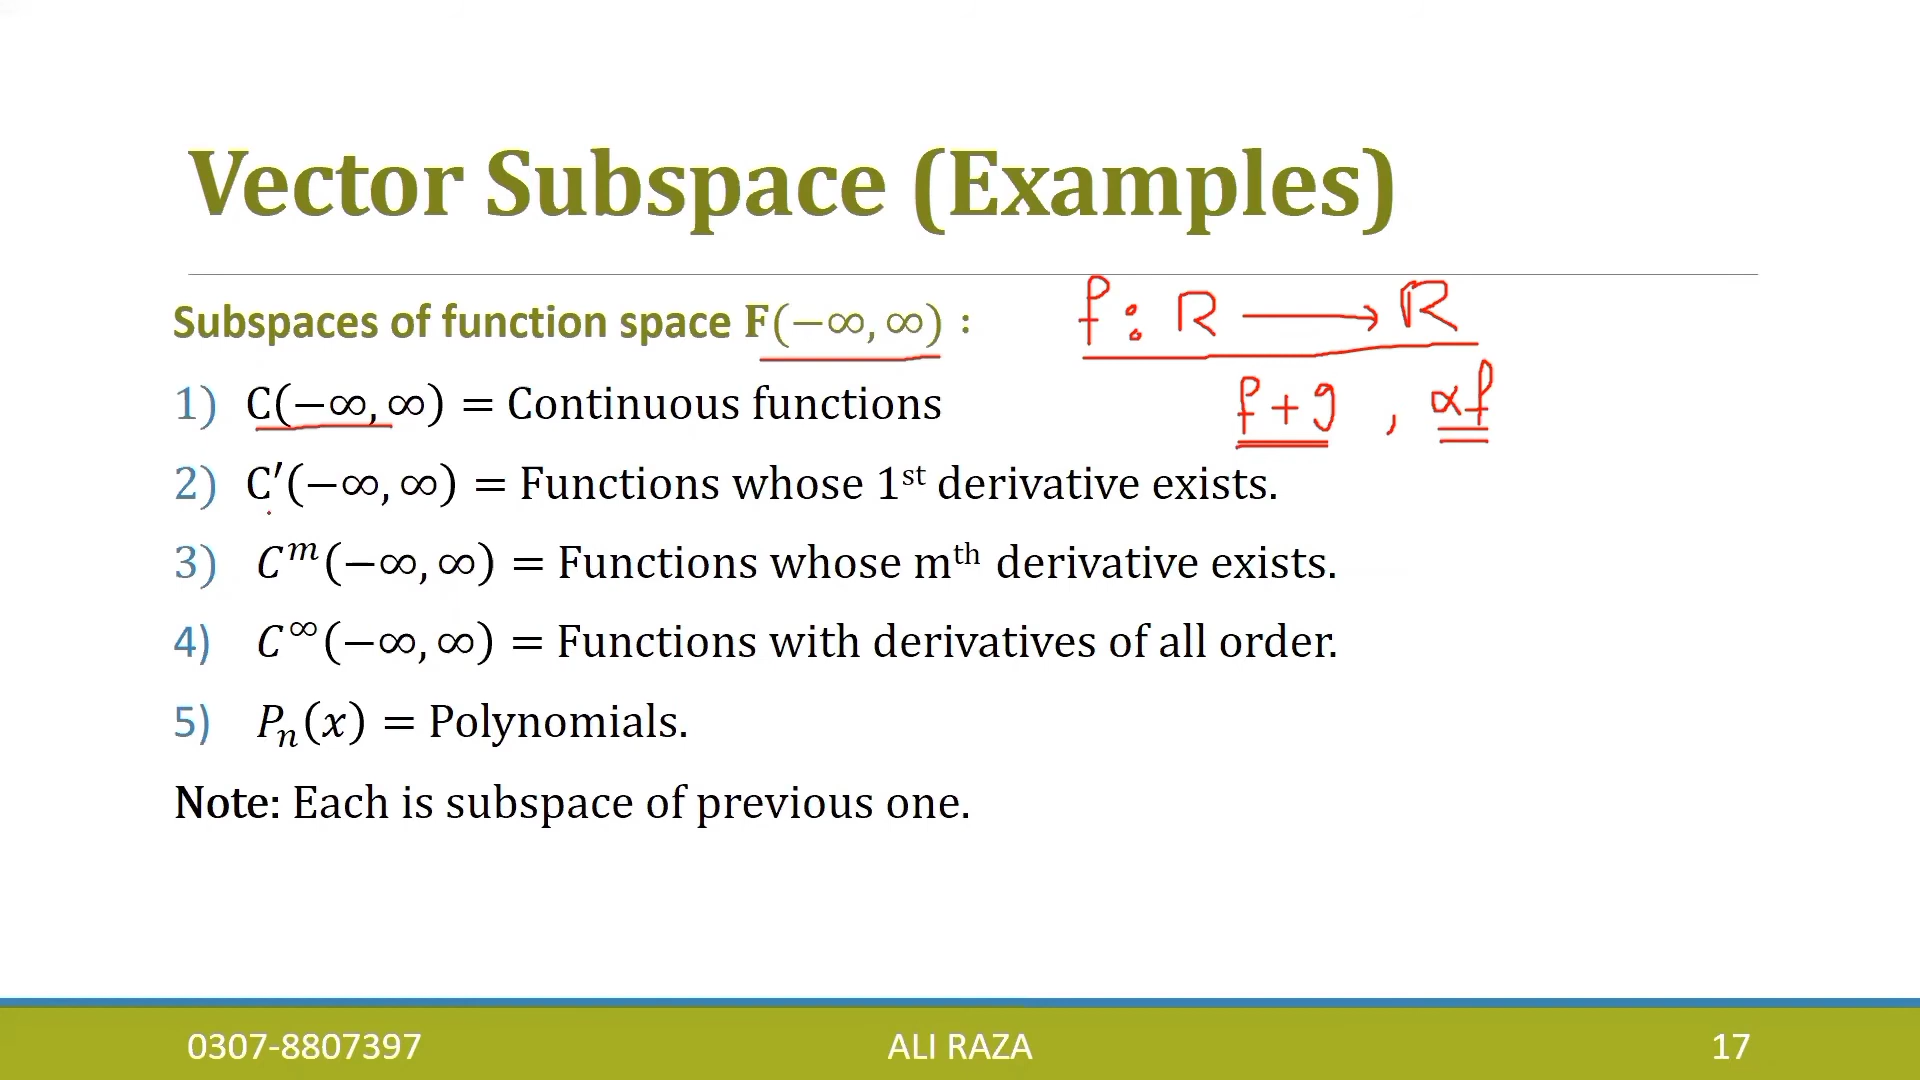 Vector Subspace (Examples)
Subspaces of function space F(−∞, ∞) :
f : R ⟶ R
f + g , αf
1) C(−∞, ∞) = Continuous functions
2) C′(−∞, ∞) = Functions whose 1ˢᵗ derivative exists.
3) Cᵐ(−∞, ∞) = Functions whose mᵗʰ derivative exists.
4) C^∞(−∞, ∞) = Functions with derivatives of all order.
5) Pₙ(x) = Polynomials.
Note: Each is subspace of previous one.
0307-8807397 ALI RAZA 17